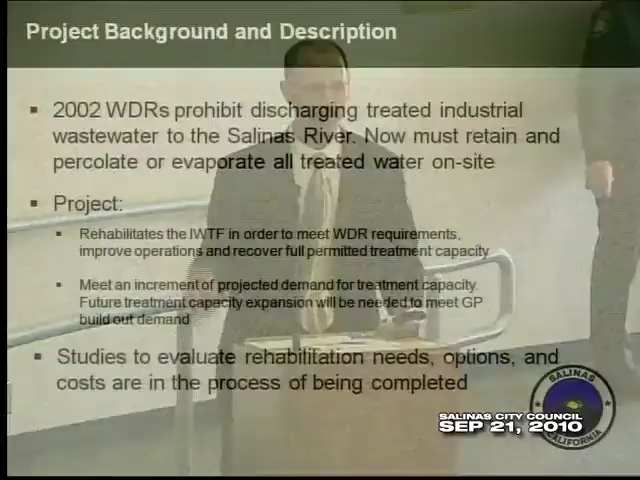 Project Background and Description
▪ 2002 WDRs prohibit discharging treated industrial
wastewater to the Salinas River. Now must retain and
percolate or evaporate all treated water on-site
▪ Project:
▪ Rehabilitates the IWTF in order to meet WDR requirements,
improve operations and recover full permitted treatment capacity
▪ Meet an increment of projected demand for treatment capacity.
Future treatment capacity expansion will be needed to meet GP
build out demand
▪ Studies to evaluate rehabilitation needs, options, and
costs are in the process of being completed
SALINAS
CALIFORNIA
SALINAS CITY COUNCIL
SEP 21, 2010